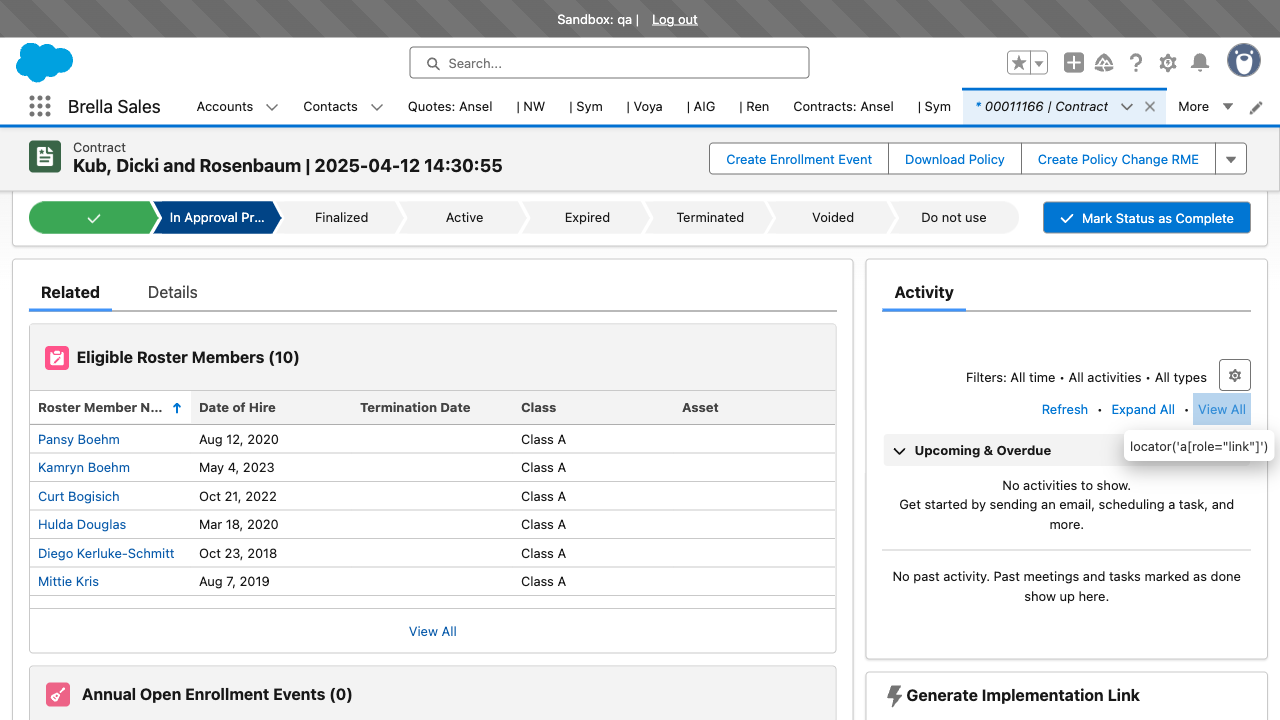 Sandbox: qa | Log out
Search...
Brella Sales Accounts Contacts Quotes: Ansel | NW | Sym | Voya | AIG | Ren Contracts: Ansel | Sym * 00011166 | Contract More
Contract
Kub, Dicki and Rosenbaum | 2025-04-12 14:30:55
Create Enrollment Event Download Policy Create Policy Change RME
In Approval Pr... Finalized Active Expired Terminated Voided Do not use Mark Status as Complete
Related Details
Eligible Roster Members (10)
Roster Member N... Date of Hire Termination Date Class Asset
Pansy Boehm Aug 12, 2020 Class A
Kamryn Boehm May 4, 2023 Class A
Curt Bogisich Oct 21, 2022 Class A
Hulda Douglas Mar 18, 2020 Class A
Diego Kerluke-Schmitt Oct 23, 2018 Class A
Mittie Kris Aug 7, 2019 Class A
View All
Annual Open Enrollment Events (0)
Activity
Filters: All time • All activities • All types
Refresh • Expand All • View All
locator('a[role="link"]')
Upcoming & Overdue
No activities to show.
Get started by sending an email, scheduling a task, and
more.
No past activity. Past meetings and tasks marked as done
show up here.
Generate Implementation Link